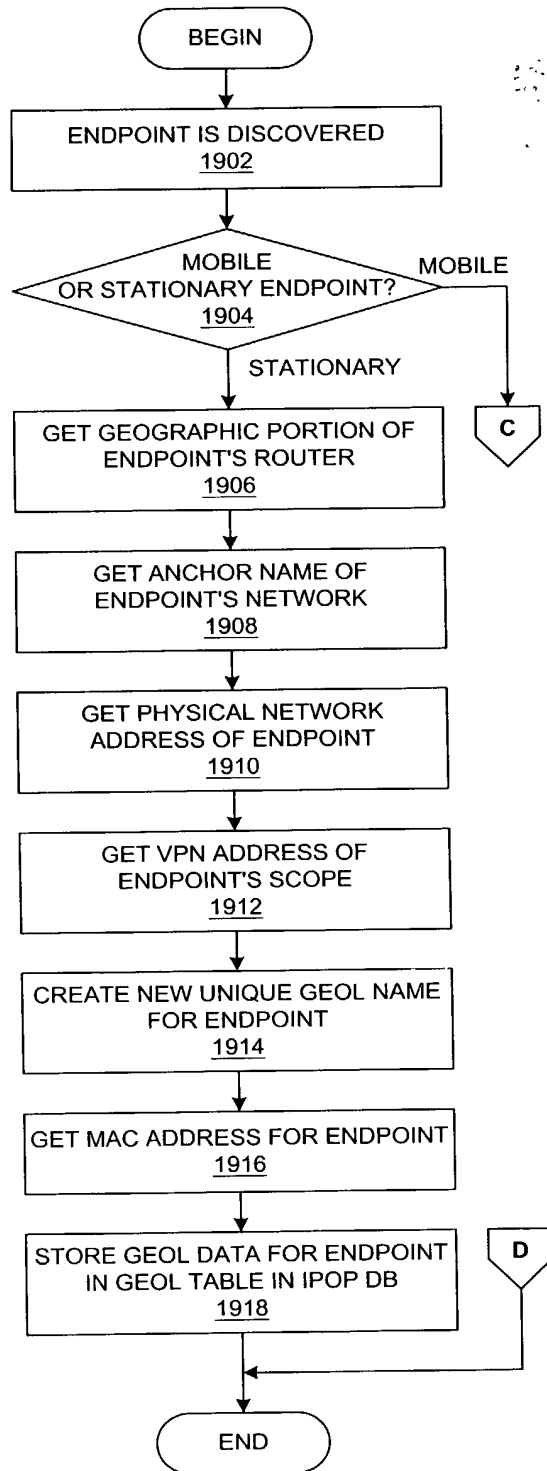 BEGIN
ENDPOINT IS DISCOVERED
1902
MOBILE
OR STATIONARY ENDPOINT?
1904
MOBILE
STATIONARY
C
GET GEOGRAPHIC PORTION OF
ENDPOINT'S ROUTER
1906
GET ANCHOR NAME OF
ENDPOINT'S NETWORK
1908
GET PHYSICAL NETWORK
ADDRESS OF ENDPOINT
1910
GET VPN ADDRESS OF
ENDPOINT'S SCOPE
1912
CREATE NEW UNIQUE GEOL NAME
FOR ENDPOINT
1914
GET MAC ADDRESS FOR ENDPOINT
1916
STORE GEOL DATA FOR ENDPOINT
IN GEOL TABLE IN IPOP DB
1918
D
END